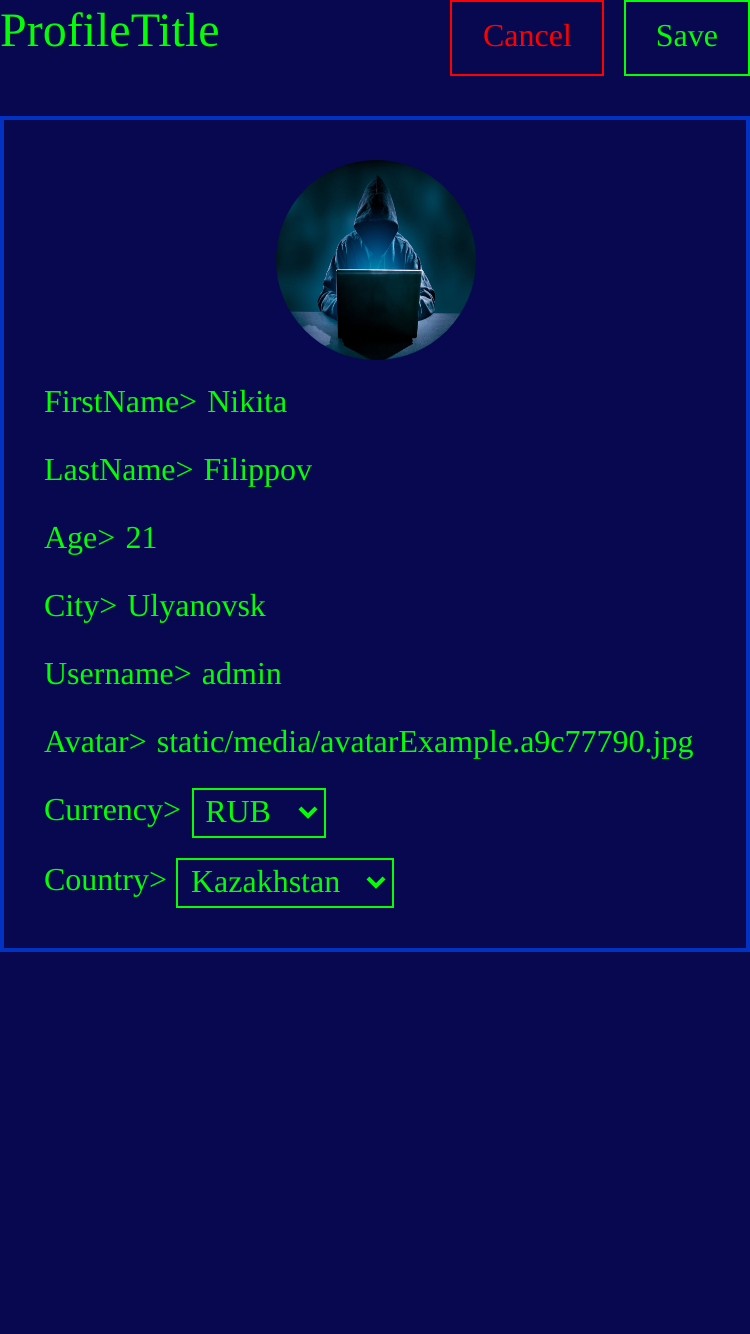 ProfileTitle
Cancel
Save
FirstName> Nikita
LastName> Filippov
Age> 21
City> Ulyanovsk
Username> admin
Avatar> static/media/avatarExample.a9c77790.jpg
Currency> RUB
Country> Kazakhstan